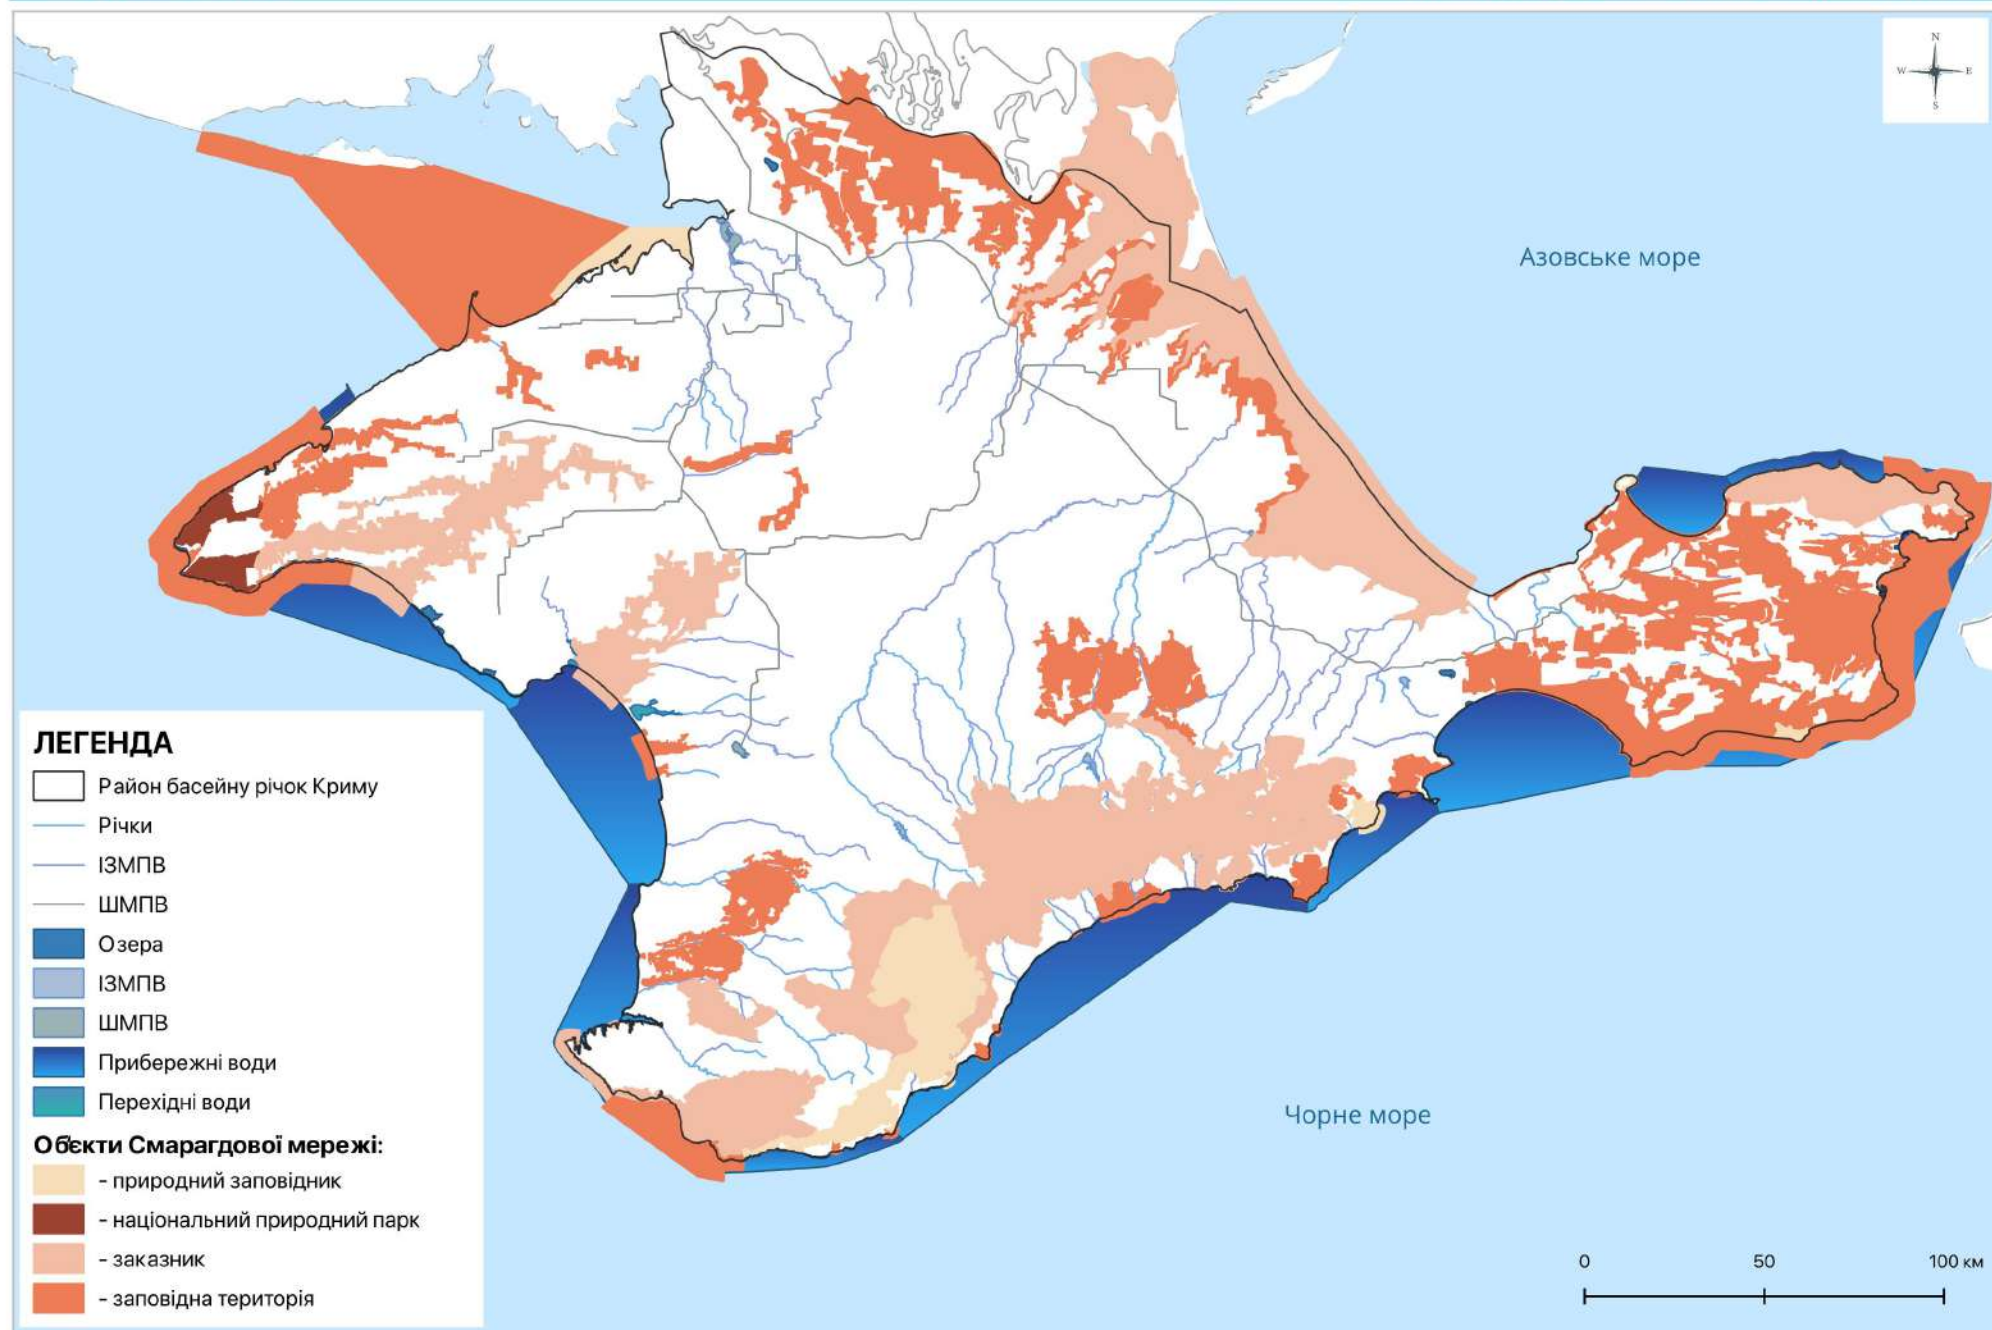 N
W E
S
Азовське море
Чорне море
ЛЕГЕНДА
Район басейну річок Криму
Річки
ІЗМПВ
ШМПВ
Озера
ІЗМПВ
ШМПВ
Прибережні води
Перехідні води
Об'єкти Смарагдової мережі:
- природний заповідник
- національний природний парк
- заказник
- заповідна територія
0 50 100 км